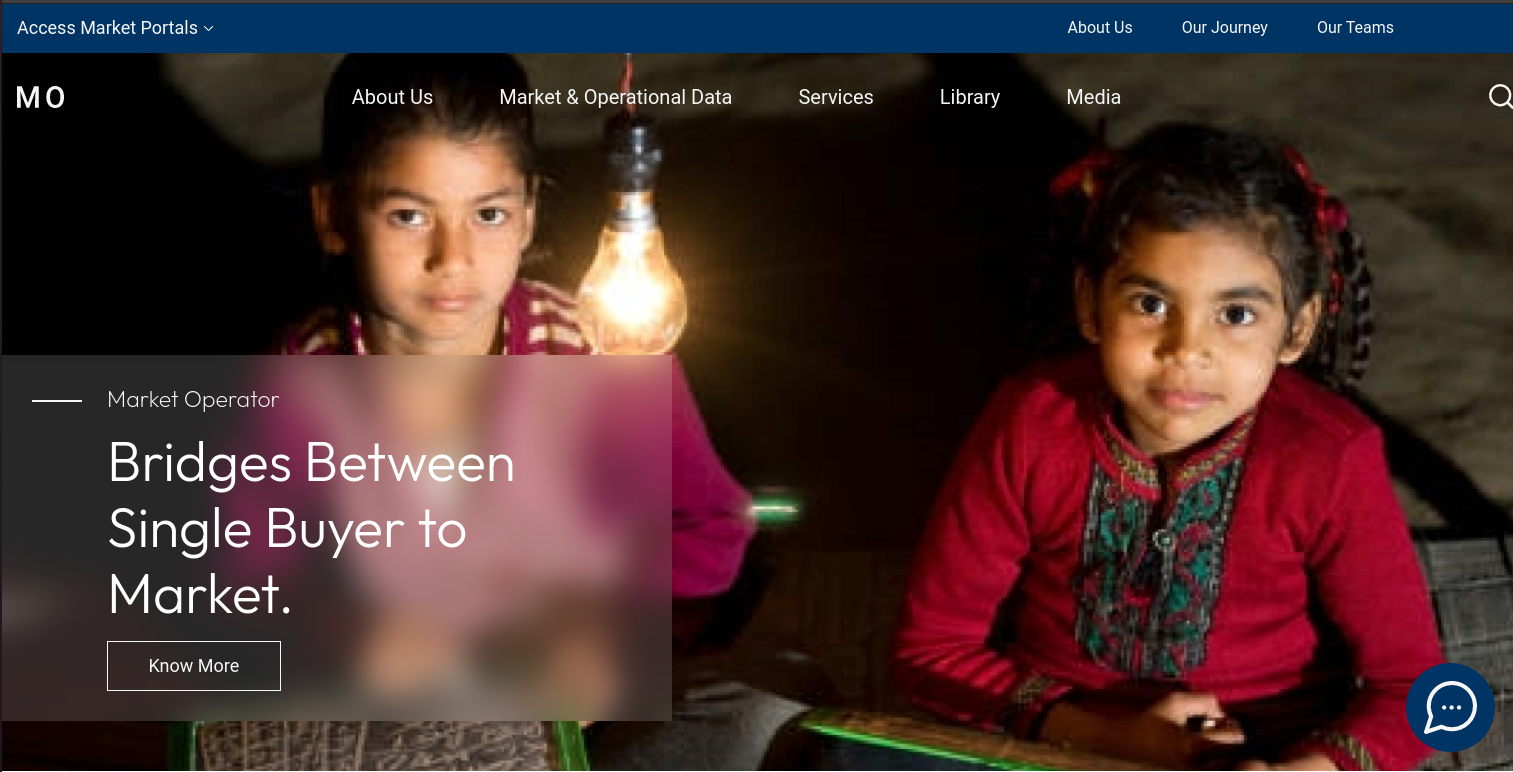 Access Market Portals
About Us
Our Journey
Our Teams
MO
About Us
Market & Operational Data
Services
Library
Media
Market Operator
Bridges Between
Single Buyer to
Market.
Know More